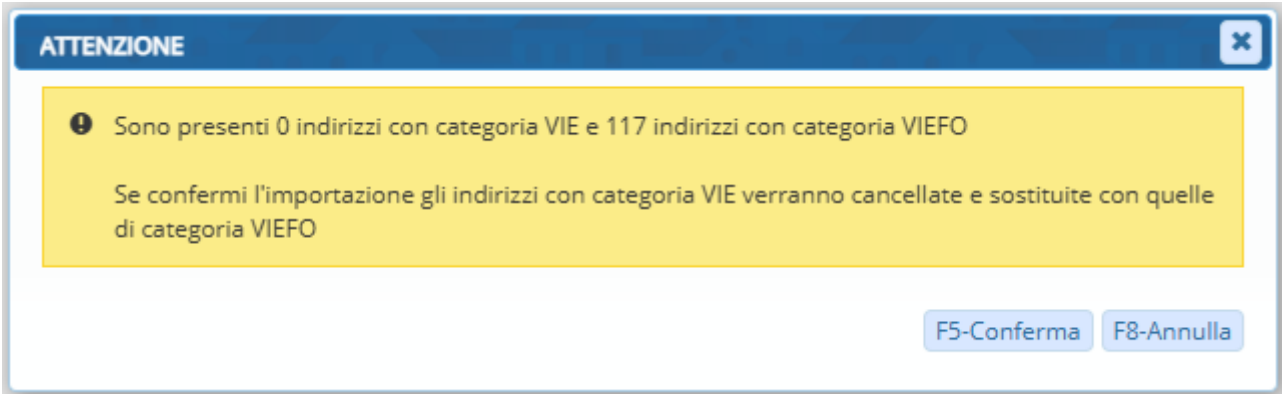 ATTENZIONE
Sono presenti 0 indirizzi con categoria VIE e 117 indirizzi con categoria VIEFO
Se confermi l'importazione gli indirizzi con categoria VIE verranno cancellate e sostituite con quelle
di categoria VIEFO
F5-Conferma F8-Annulla